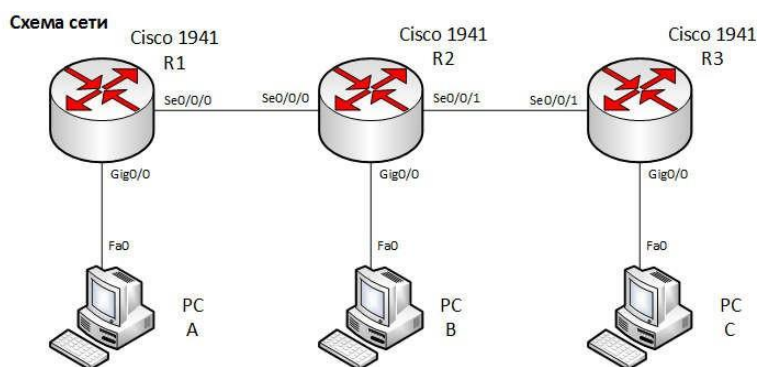 Схема сети
Cisco 1941
R1
Cisco 1941
R2
Cisco 1941
R3
Se0/0/0
Se0/0/0
Se0/0/1
Se0/0/1
Gig0/0
Gig0/0
Gig0/0
Fa0
Fa0
Fa0
PC
A
PC
B
PC
C